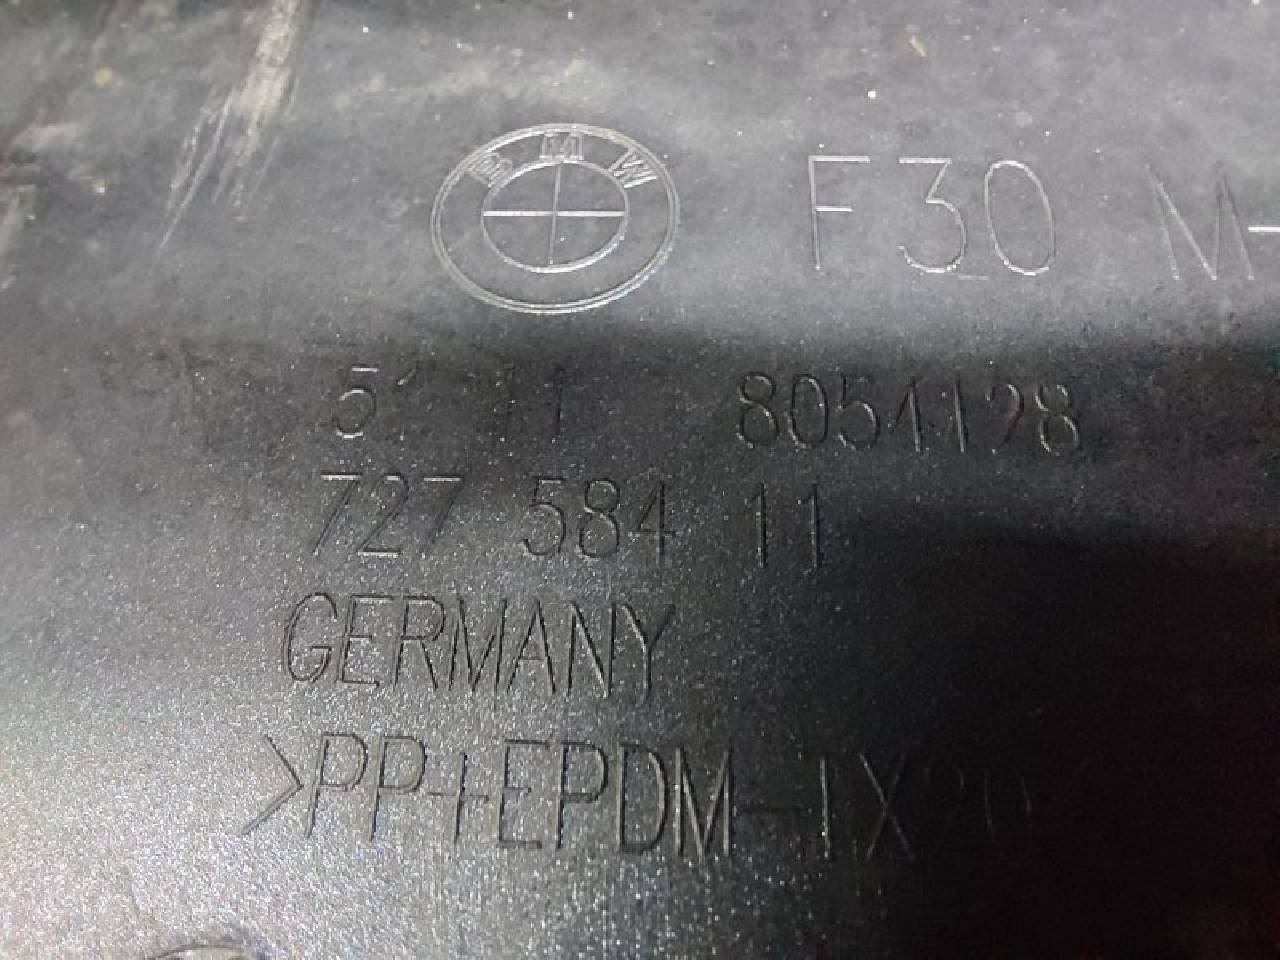 BMW F30 M-
51 11 8054128
727 584 11
GERMANY
>PP+EPDM-TX20